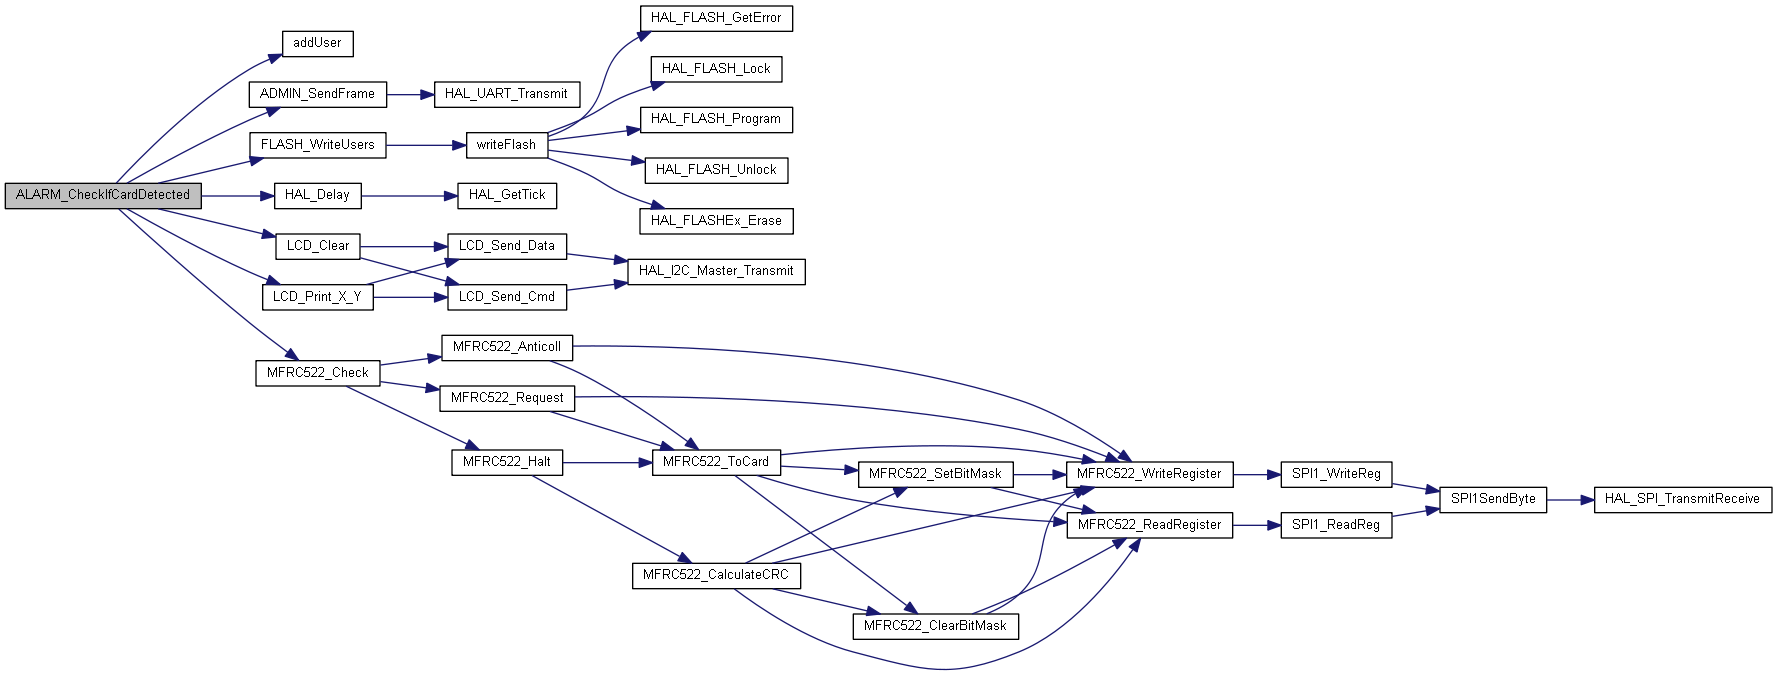 HAL_FLASH_GetError
addUser
HAL_FLASH_Lock
ADMIN_SendFrame
HAL_UART_Transmit
HAL_FLASH_Program
FLASH_WriteUsers
writeFlash
HAL_FLASH_Unlock
ALARM_CheckIfCardDetected
HAL_Delay
HAL_GetTick
HAL_FLASHEx_Erase
LCD_Clear
LCD_Send_Data
HAL_I2C_Master_Transmit
LCD_Print_X_Y
LCD_Send_Cmd
MFRC522_Anticoll
MFRC522_Check
MFRC522_Request
MFRC522_Halt
MFRC522_ToCard
MFRC522_SetBitMask
MFRC522_WriteRegister
SPI1_WriteReg
SPI1SendByte
HAL_SPI_TransmitReceive
MFRC522_ReadRegister
SPI1_ReadReg
MFRC522_CalculateCRC
MFRC522_ClearBitMask